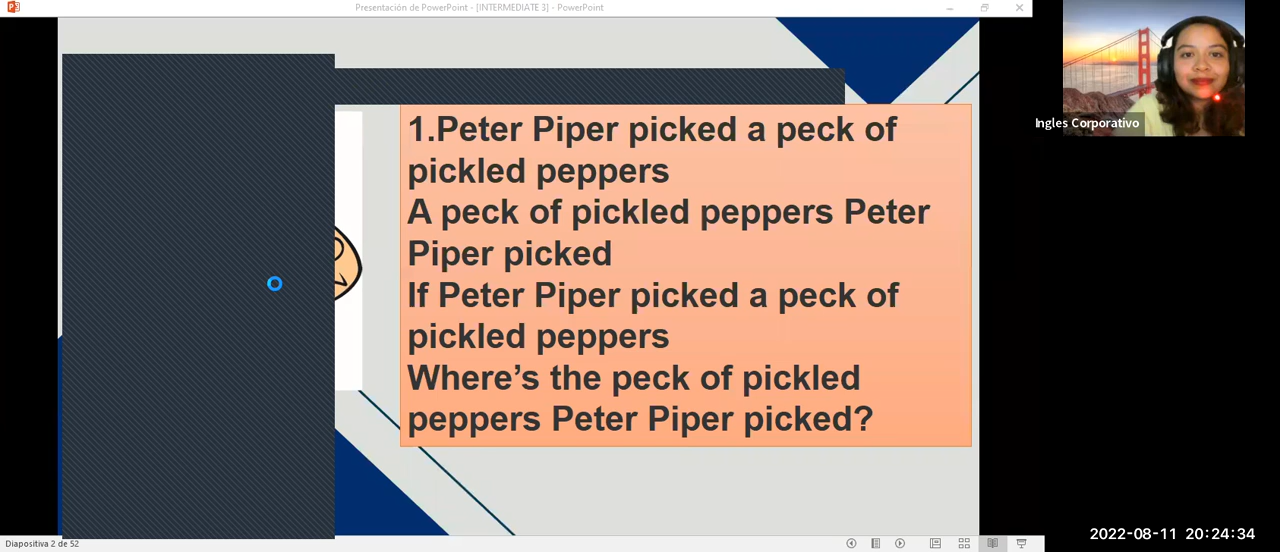 Presentación de PowerPoint - [INTERMEDIATE 3] - PowerPoint
1.Peter Piper picked a peck of
pickled peppers
A peck of pickled peppers Peter
Piper picked
If Peter Piper picked a peck of
pickled peppers
Where’s the peck of pickled
peppers Peter Piper picked?
Ingles Corporativo
Diapositiva 2 de 52
2022-08-11 20:24:34